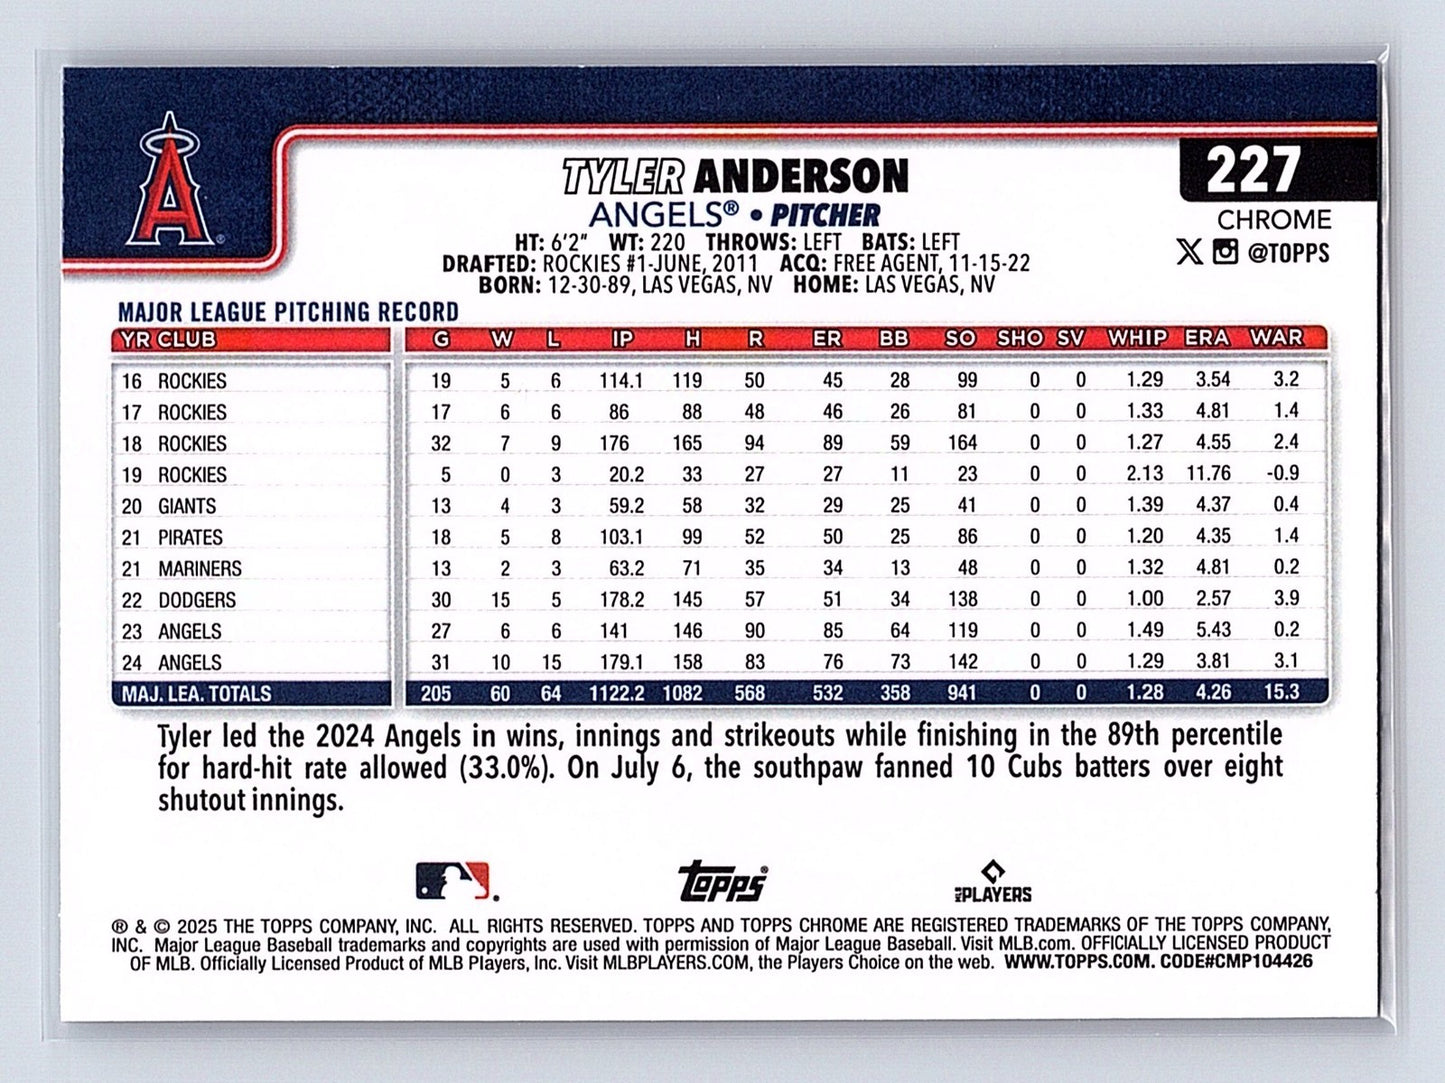 227
TYLER ANDERSON
CHROME
ANGELS® • PITCHER
@TOPPS
HT: 6'2" WT: 220 THROWS: LEFT BATS: LEFT
DRAFTED: ROCKIES #1-JUNE, 2011 ACQ: FREE AGENT, 11-15-22
BORN: 12-30-89, LAS VEGAS, NV HOME: LAS VEGAS, NV
MAJOR LEAGUE PITCHING RECORD
YR CLUB G W L IP H R ER BB SO SHO SV WHIP ERA WAR
16 ROCKIES 19 5 6 114.1 119 50 45 28 99 0 0 1.29 3.54 3.2
17 ROCKIES 17 6 6 86 88 48 46 26 81 0 0 1.33 4.81 1.4
18 ROCKIES 32 7 9 176 165 94 89 59 164 0 0 1.27 4.55 2.4
19 ROCKIES 5 0 3 20.2 33 27 27 11 23 0 0 2.13 11.76 -0.9
20 GIANTS 13 4 3 59.2 58 32 29 25 41 0 0 1.39 4.37 0.4
21 PIRATES 18 5 8 103.1 99 52 50 25 86 0 0 1.20 4.35 1.4
21 MARINERS 13 2 3 63.2 71 35 34 13 48 0 0 1.32 4.81 0.2
22 DODGERS 30 15 5 178.2 145 57 51 34 138 0 0 1.00 2.57 3.9
23 ANGELS 27 6 6 141 146 90 85 64 119 0 0 1.49 5.43 0.2
24 ANGELS 31 10 15 179.1 158 83 76 73 142 0 0 1.29 3.81 3.1
MAJ. LEA. TOTALS 205 60 64 1122.2 1082 568 532 358 941 0 0 1.28 4.26 15.3
Tyler led the 2024 Angels in wins, innings and strikeouts while finishing in the 89th percentile
for hard-hit rate allowed (33.0%). On July 6, the southpaw fanned 10 Cubs batters over eight
shutout innings.
Topps®
MLB PLAYERS
® & © 2025 THE TOPPS COMPANY, INC. ALL RIGHTS RESERVED. TOPPS AND TOPPS CHROME ARE REGISTERED TRADEMARKS OF THE TOPPS COMPANY,
INC. Major League Baseball trademarks and copyrights are used with permission of Major League Baseball. Visit MLB.com. OFFICIALLY LICENSED PRODUCT
OF MLB. Officially Licensed Product of MLB Players, Inc. Visit MLBPLAYERS.COM, the Players Choice on the web. WWW.TOPPS.COM. CODE#CMP104426